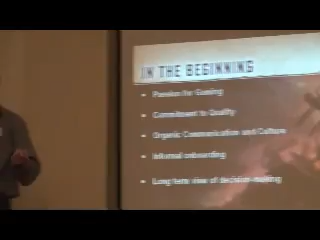 IN THE BEGINNING
Passion for Gaming
Commitment to Quality
Organic Communication and Culture
Informal onboarding
Long term view of decision-making